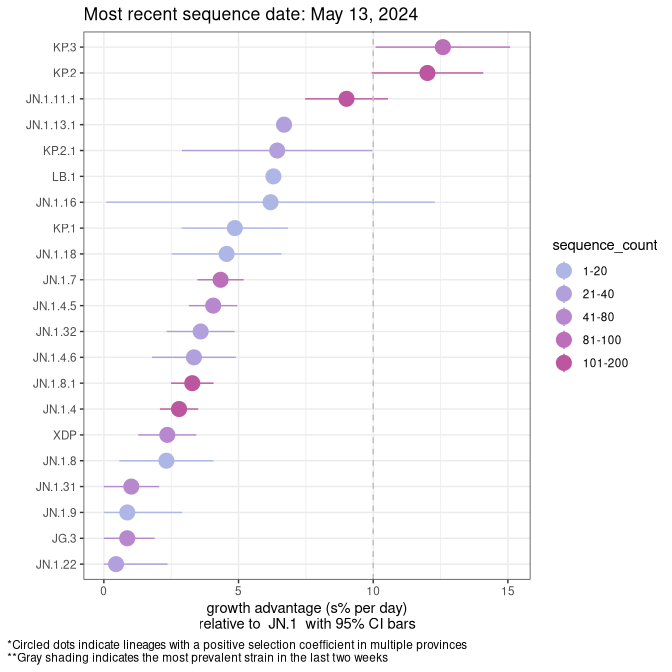 Most recent sequence date: May 13, 2024
KP.3
KP.2
JN.1.11.1
JN.1.13.1
KP.2.1
LB.1
JN.1.16
KP.1
JN.1.18
JN.1.7
JN.1.4.5
JN.1.32
JN.1.4.6
JN.1.8.1
JN.1.4
XDP
JN.1.8
JN.1.31
JN.1.9
JG.3
JN.1.22
0
5
10
15
growth advantage (s% per day)
relative to JN.1 with 95% CI bars
sequence_count
1-20
21-40
41-80
81-100
101-200
*Circled dots indicate lineages with a positive selection coefficient in multiple provinces
**Gray shading indicates the most prevalent strain in the last two weeks